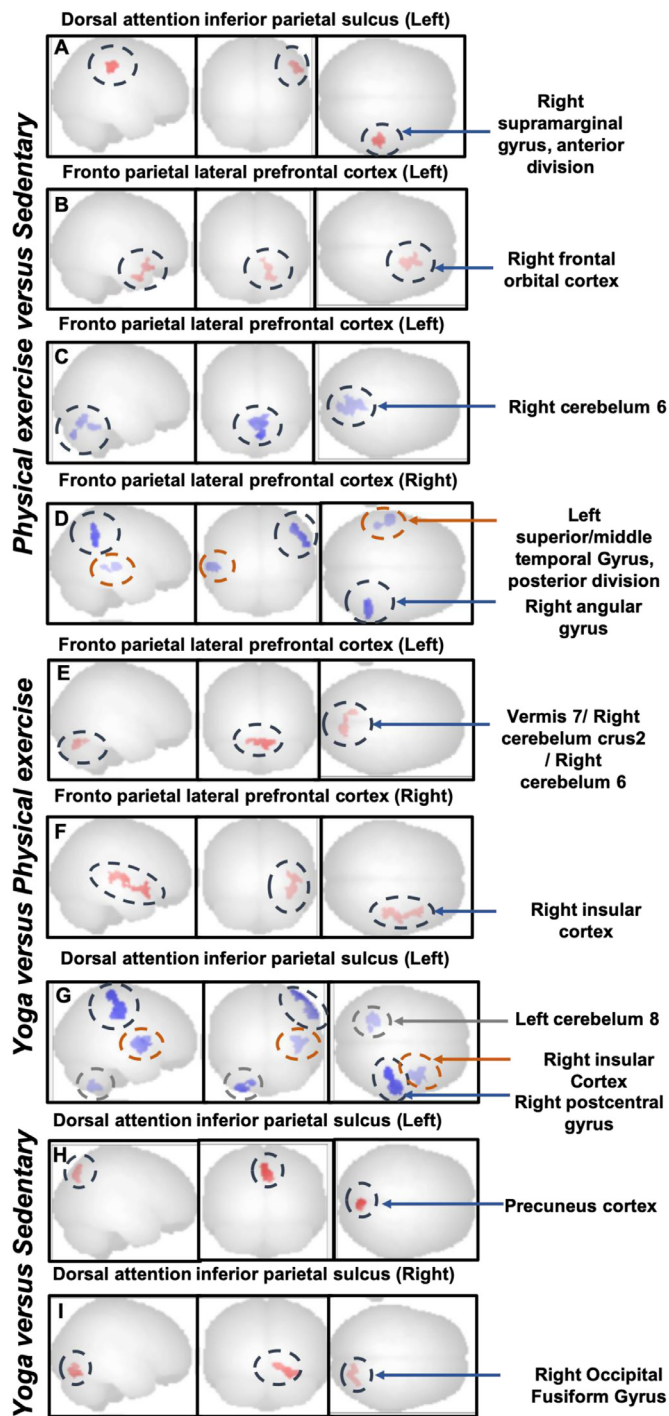 Dorsal attention inferior parietal sulcus (Left)
A
Right
supramarginal
gyrus, anterior
division
Physical exercise versus Sedentary
Fronto parietal lateral prefrontal cortex (Left)
B
Right frontal
orbital cortex
Fronto parietal lateral prefrontal cortex (Left)
C
Right cerebelum 6
Fronto parietal lateral prefrontal cortex (Right)
D
Left
superior/middle
temporal Gyrus,
posterior division
Right angular
gyrus
Yoga versus Physical exercise
Fronto parietal lateral prefrontal cortex (Left)
E
Vermis 7/ Right
cerebelum crus2
/ Right
cerebelum 6
Fronto parietal lateral prefrontal cortex (Right)
F
Right insular
cortex
Dorsal attention inferior parietal sulcus (Left)
G
Left cerebelum 8
Right insular
Cortex
Right postcentral
gyrus
Yoga versus Sedentary
Dorsal attention inferior parietal sulcus (Left)
H
Precuneus cortex
Dorsal attention inferior parietal sulcus (Right)
I
Right Occipital
Fusiform Gyrus